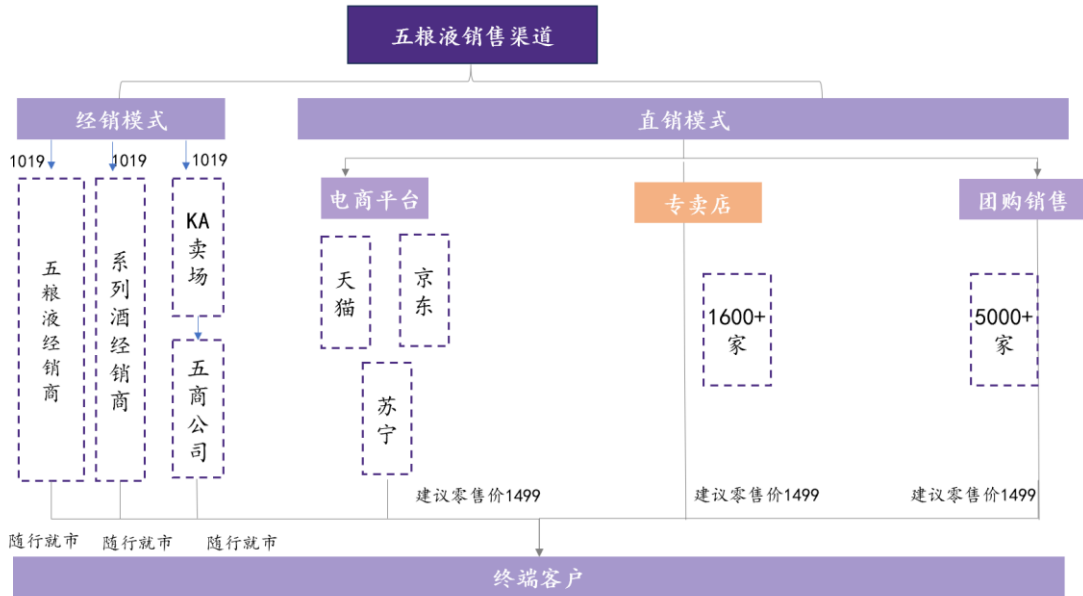 五粮液销售渠道
经销模式
直销模式
1019
1019
1019
五粮液经销商
系列酒经销商
KA
卖场
五商公司
电商平台
天猫
京东
苏宁
专卖店
1600+
家
团购销售
5000+
家
建议零售价1499
建议零售价1499
建议零售价1499
随行就市
随行就市
随行就市
终端客户